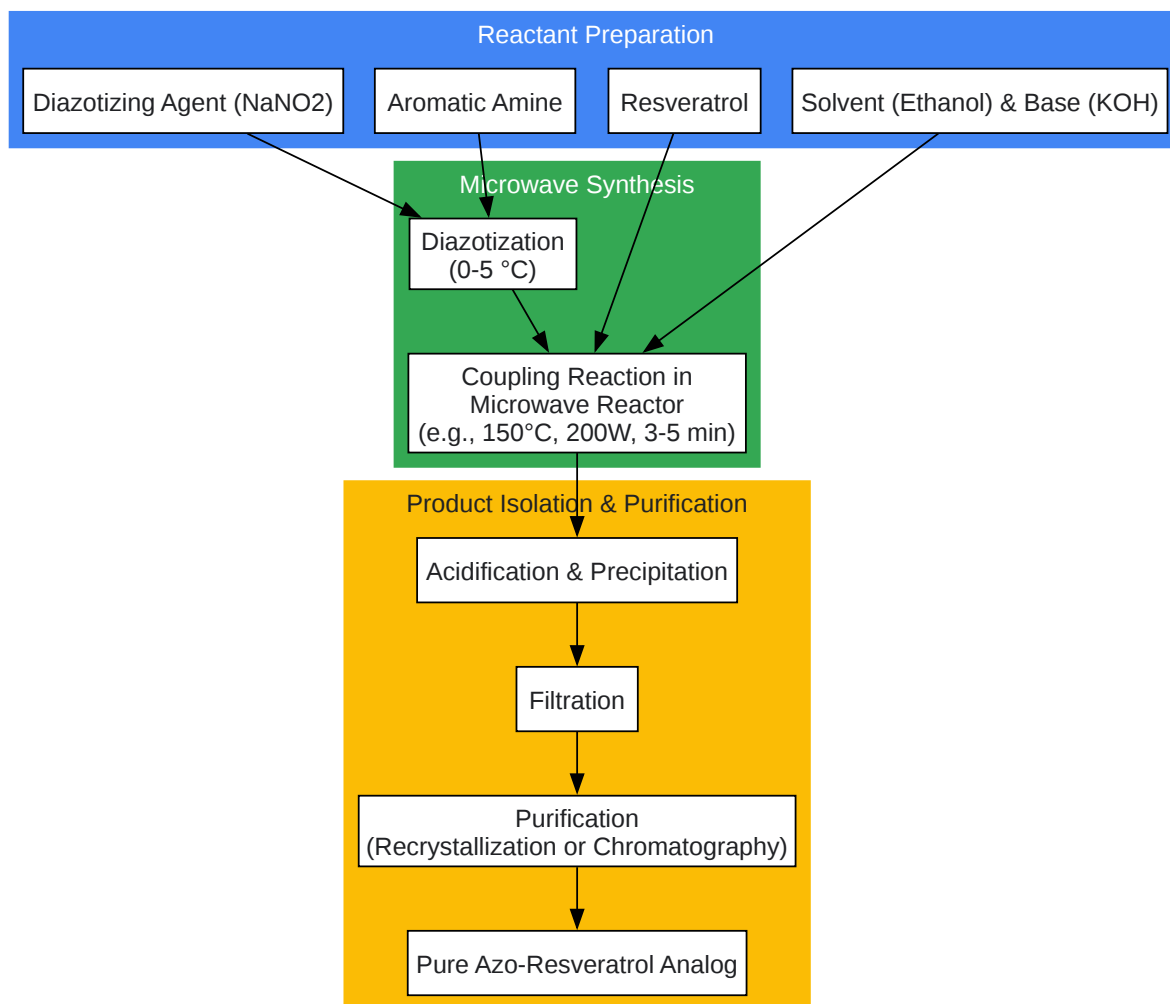 Reactant Preparation
Diazotizing Agent (NaNO2)
Aromatic Amine
Resveratrol
Solvent (Ethanol) & Base (KOH)
Microwave Synthesis
Diazotization
(0-5 °C)
Coupling Reaction in
Microwave Reactor
(e.g., 150°C, 200W, 3-5 min)
Product Isolation & Purification
Acidification & Precipitation
Filtration
Purification
(Recrystallization or Chromatography)
Pure Azo-Resveratrol Analog